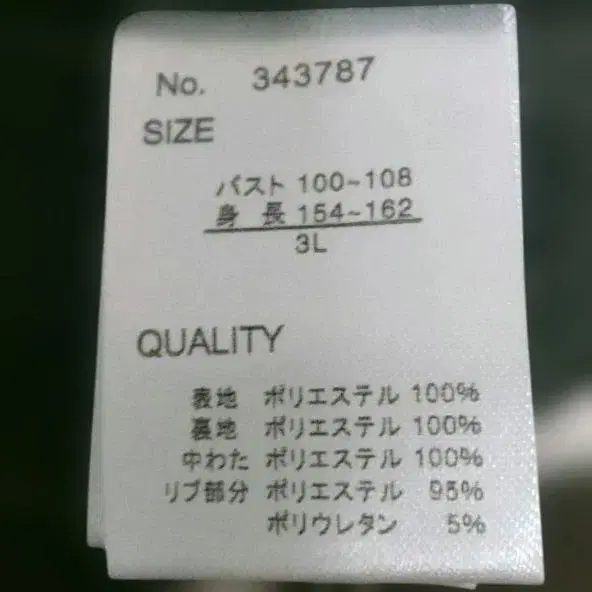 No. 343787
SIZE
バスト 100~108
身 長 154~162
3L
QUALITY
表地 ポリエステル 100%
裏地 ポリエステル 100%
中わた ポリエステル 100%
リブ部分 ポリエステル 95%
ポリウレタン 5%